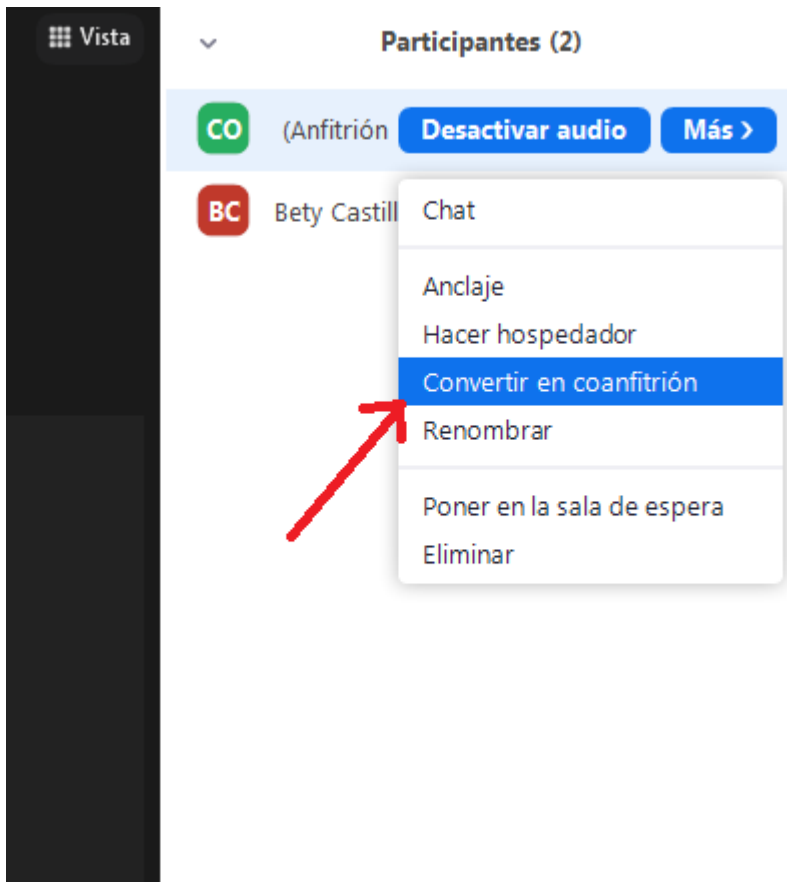 Vista
Participantes (2)
CO (Anfitrión Desactivar audio Más >
BC Bety Castill
Chat
Anclaje
Hacer hospedador
Convertir en coanfitrión
Renombrar
Poner en la sala de espera
Eliminar